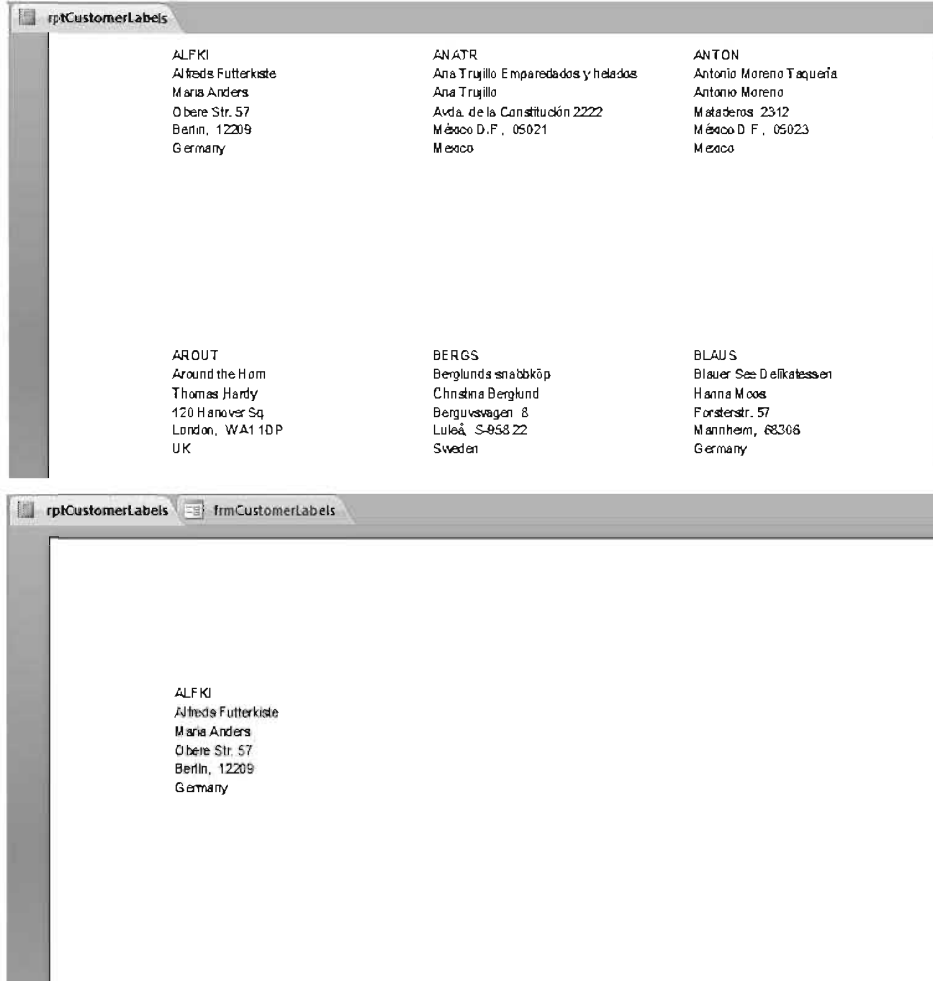 rptCustomerLabels
ALFKI
Alfreds Futterkiste
Maria Anders
Obere Str. 57
Berlin, 12209
Germany
ANATR
Ana Trujillo Emparedados y helados
Ana Trujillo
Avda. de la Constitución 2222
México D.F., 05021
Mexico
ANTON
Antonio Moreno Taquería
Antonio Moreno
Mataderos 2312
México D.F., 05023
Mexico
AROUT
Around the Horn
Thomas Hardy
120 Hanover Sq.
London, WA1 1DP
UK
BERGS
Berglunds snabbköp
Christina Berglund
Berguvsvägen 8
Luleå, S-958 22
Sweden
BLAUS
Blauer See Delikatessen
Hanna Moos
Forsterstr. 57
Mannheim, 68306
Germany
rptCustomerLabels
frmCustomerLabels
ALFKI
Alfreds Futterkiste
Maria Anders
Obere Str. 57
Berlin, 12209
Germany